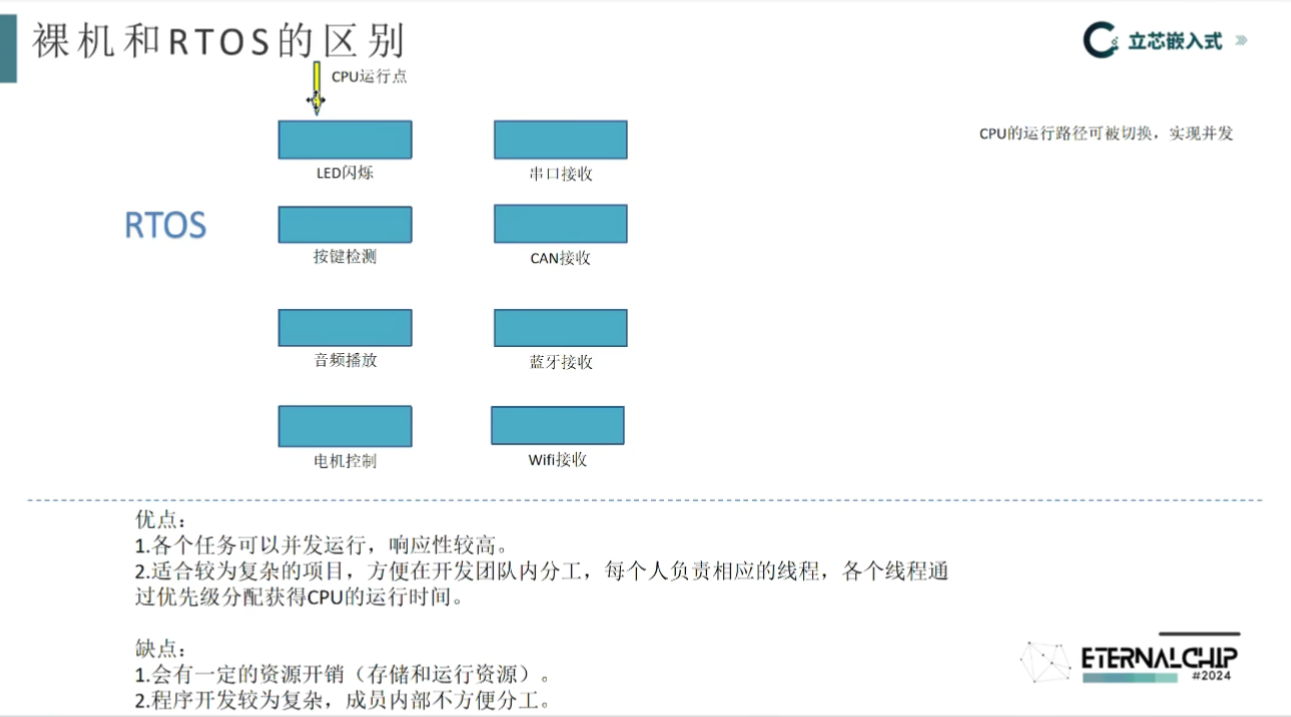 裸机和RTOS的区别
立芯嵌入式
CPU运行点
CPU的运行路径可被切换，实现并发
LED闪烁
串口接收
RTOS
按键检测
CAN接收
音频播放
蓝牙接收
电机控制
Wifi接收
优点：
1.各个任务可以并发运行，响应性较高。
2.适合较为复杂的项目，方便在开发团队内分工，每个人负责相应的线程，各个线程通
过优先级分配获得CPU的运行时间。
缺点：
1.会有一定的资源开销（存储和运行资源）。
2.程序开发较为复杂，成员内部不方便分工。
ETERNALCHIP
#2024